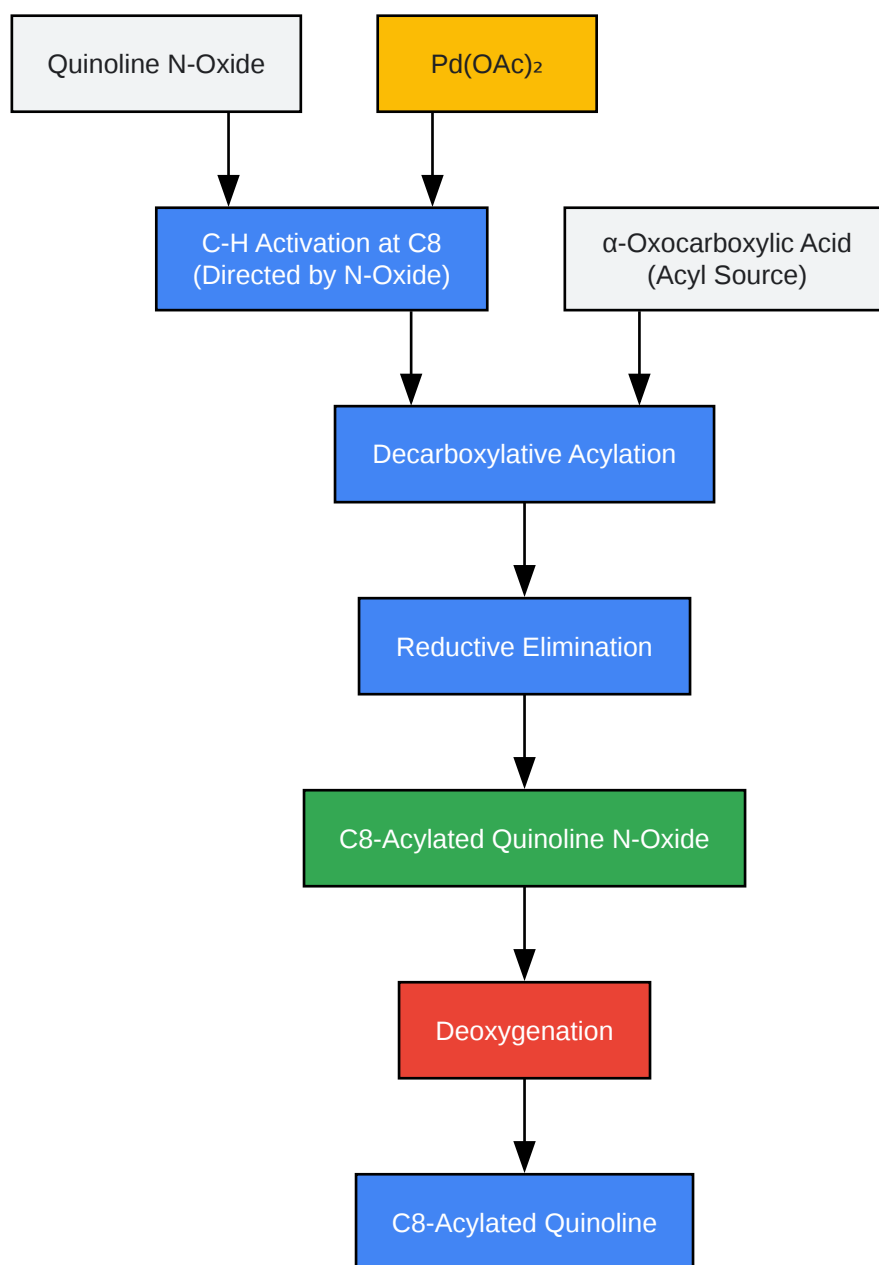 Quinoline N-Oxide
Pd(OAc)₂
C-H Activation at C8
(Directed by N-Oxide)
α-Oxocarboxylic Acid
(Acyl Source)
Decarboxylative Acylation
Reductive Elimination
C8-Acylated Quinoline N-Oxide
Deoxygenation
C8-Acylated Quinoline